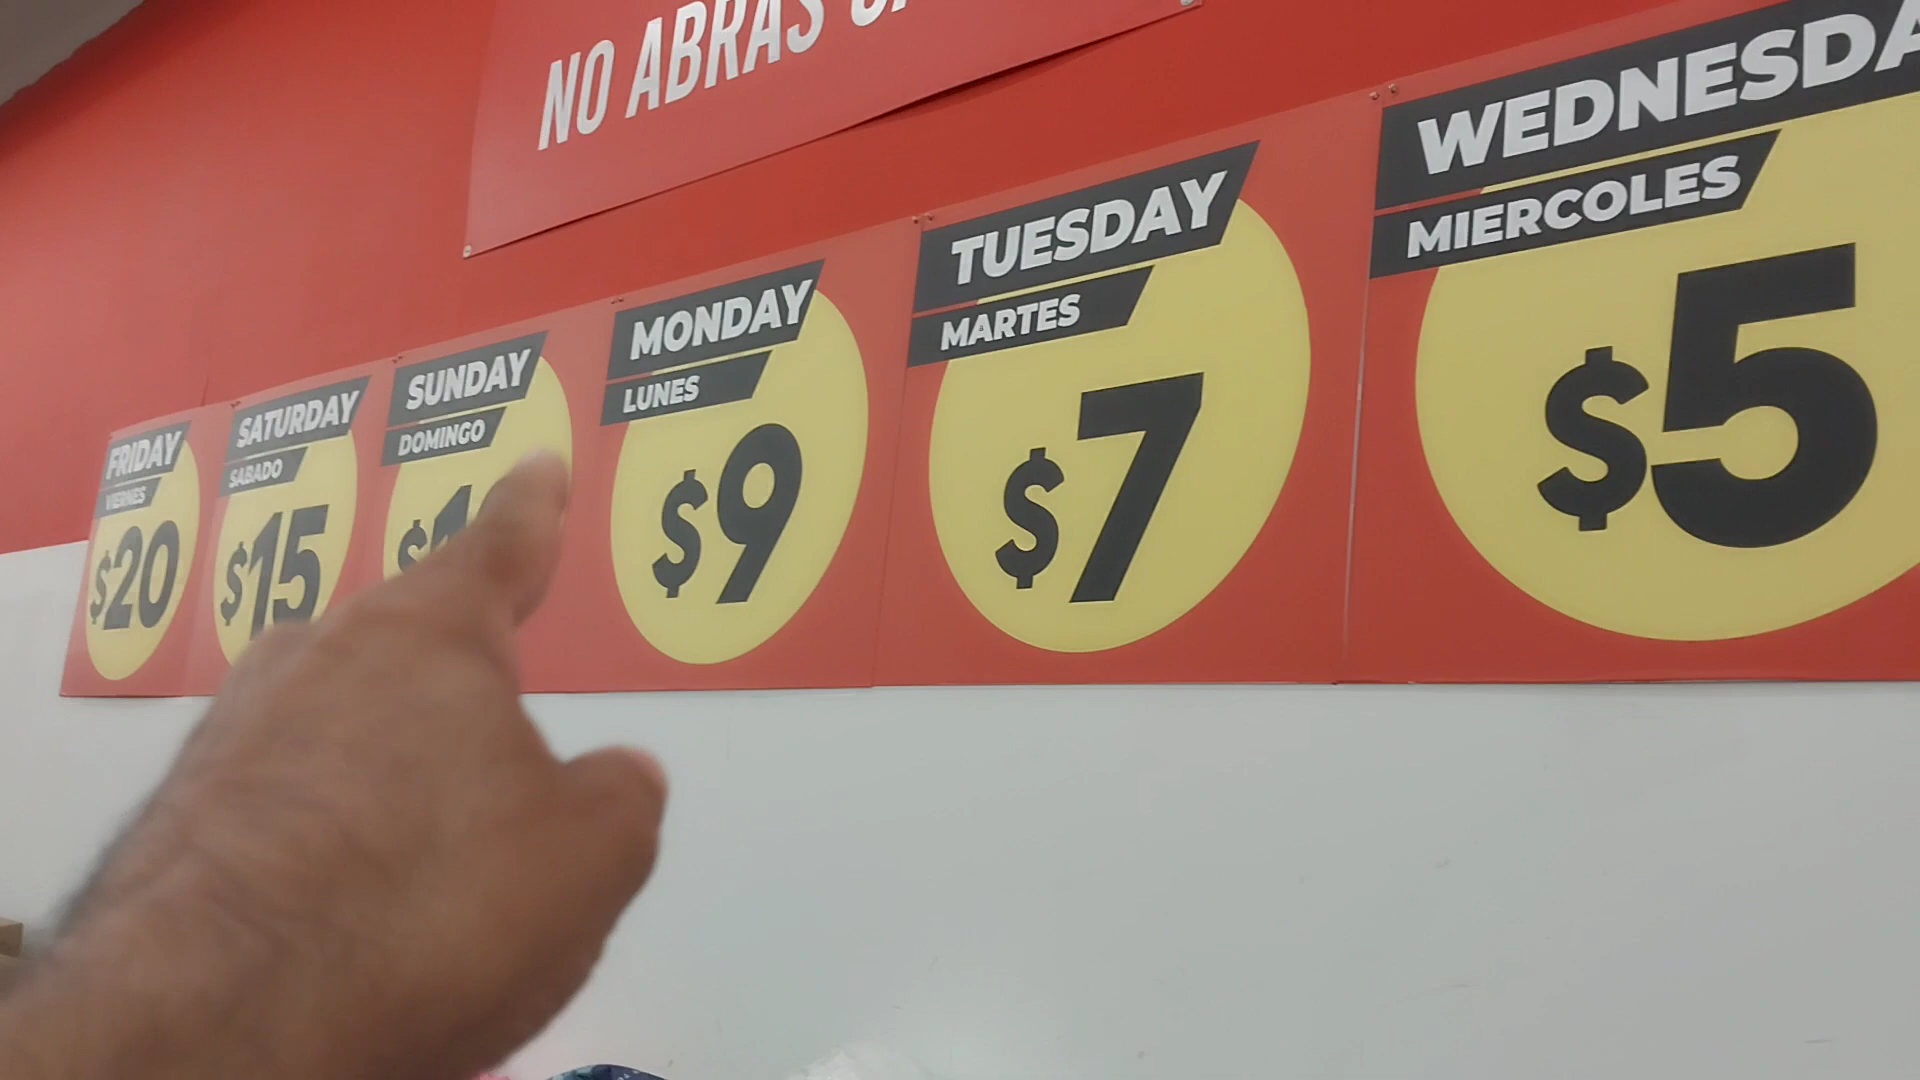 NO ABRAS
FRIDAY
VIERNES
$20
SATURDAY
SABADO
$15
SUNDAY
DOMINGO
MONDAY
LUNES
$9
TUESDAY
MARTES
$7
WEDNESDA
MIERCOLES
$5